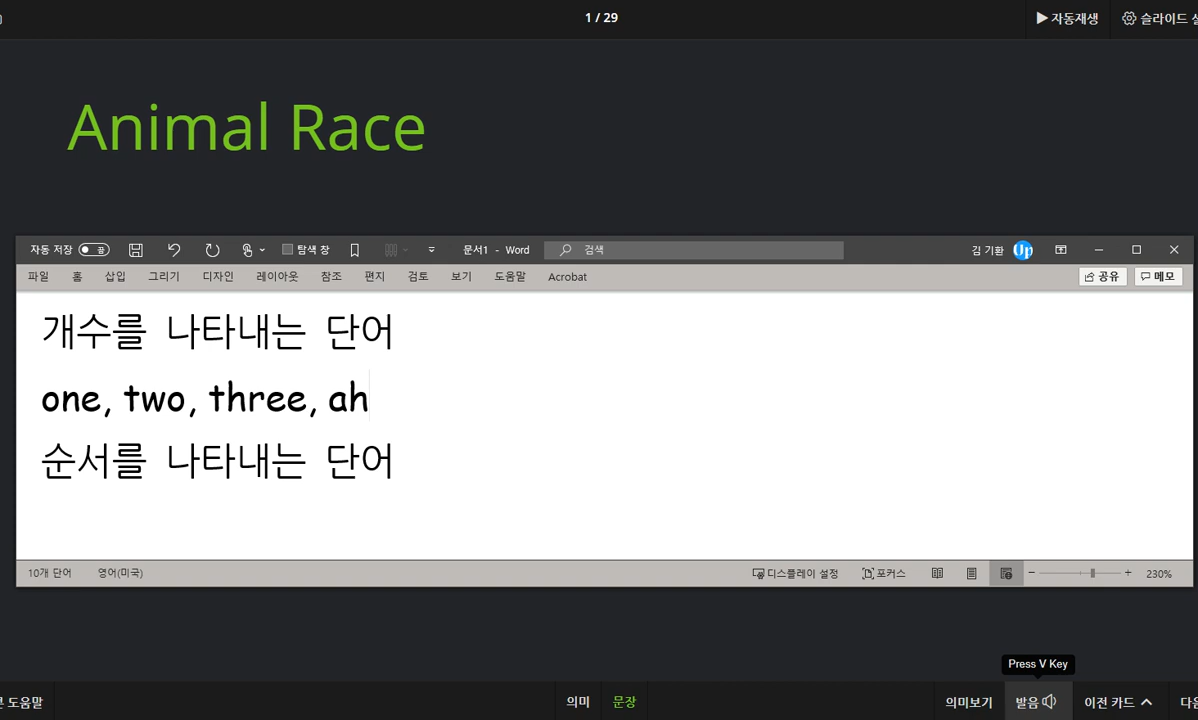 1 / 29
자동재생
슬라이드
Animal Race
자동 저장 끔 탐색 창 문서1 - Word 검색 김 기환 Up
파일 홈 삽입 그리기 디자인 레이아웃 참조 편지 검토 보기 도움말 Acrobat 공유 메모
개수를 나타내는 단어
one, two, three, ah
순서를 나타내는 단어
10개 단어 영어(미국) 디스플레이 설정 포커스 230%
Press V Key
도움말 의미 문장 의미보기 발음 이전 카드